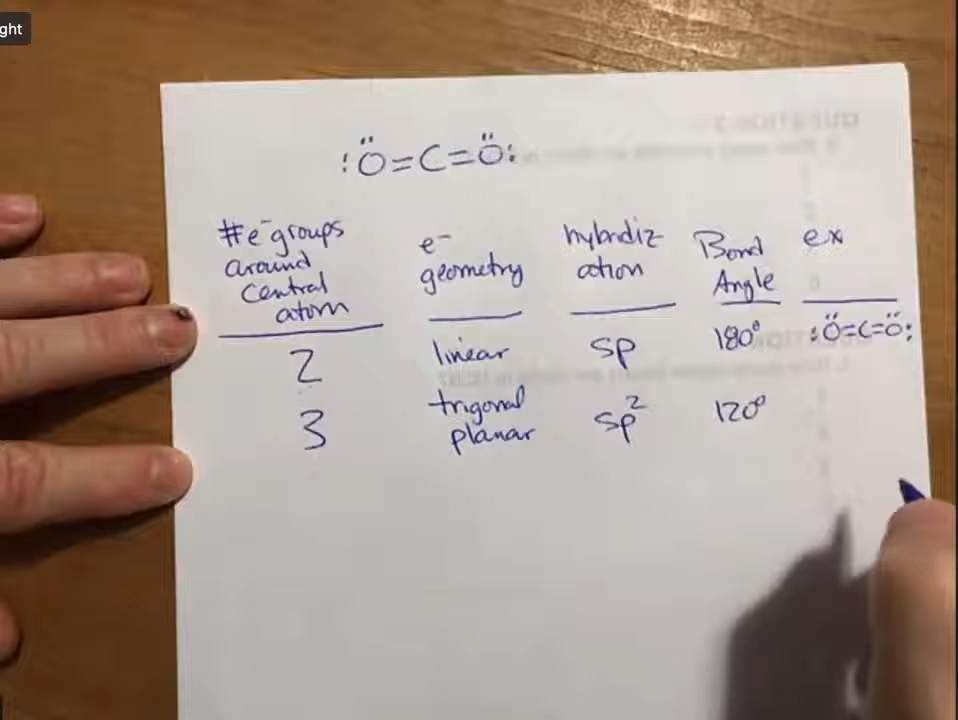 ght
:Ö=C=Ö:
#e⁻groups around central atom
e⁻ geometry
hybridiz ation
Bond Angle
ex
2 linear sp 180° :Ö=C=Ö:
3 trigonal planar sp² 120°